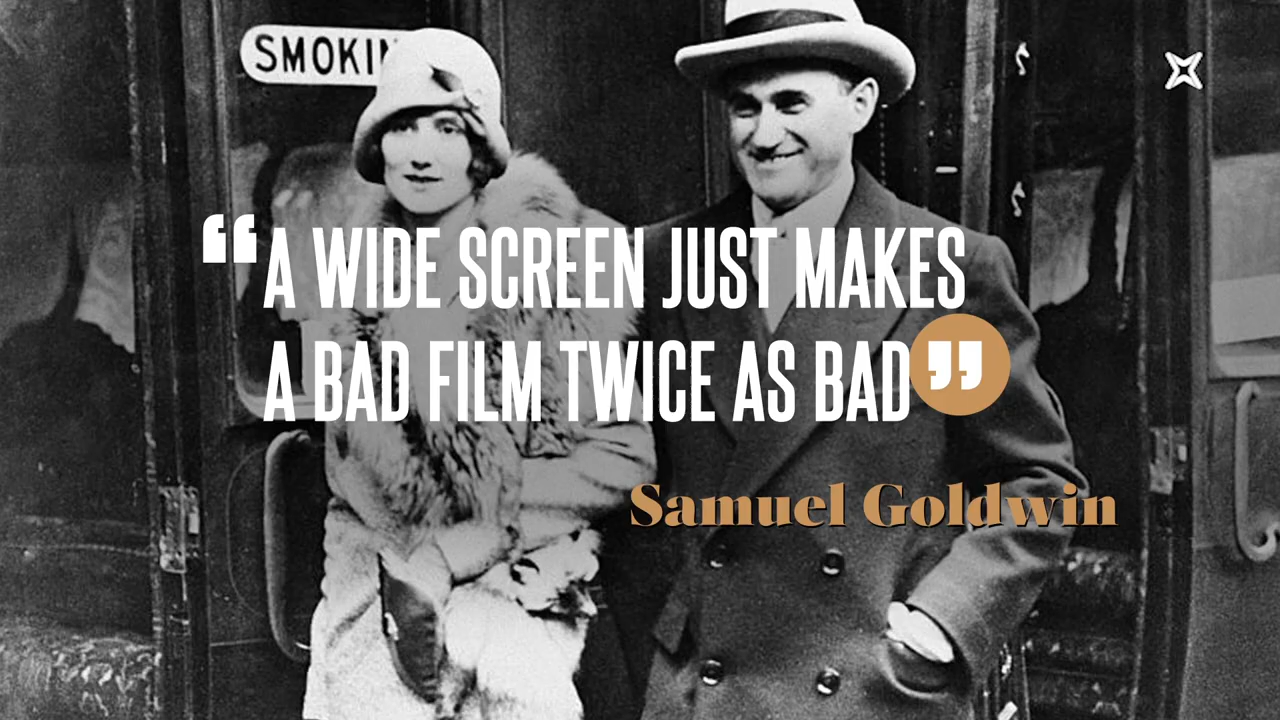 SMOKIN
“A WIDE SCREEN JUST MAKES
A BAD FILM TWICE AS BAD”
Samuel Goldwin